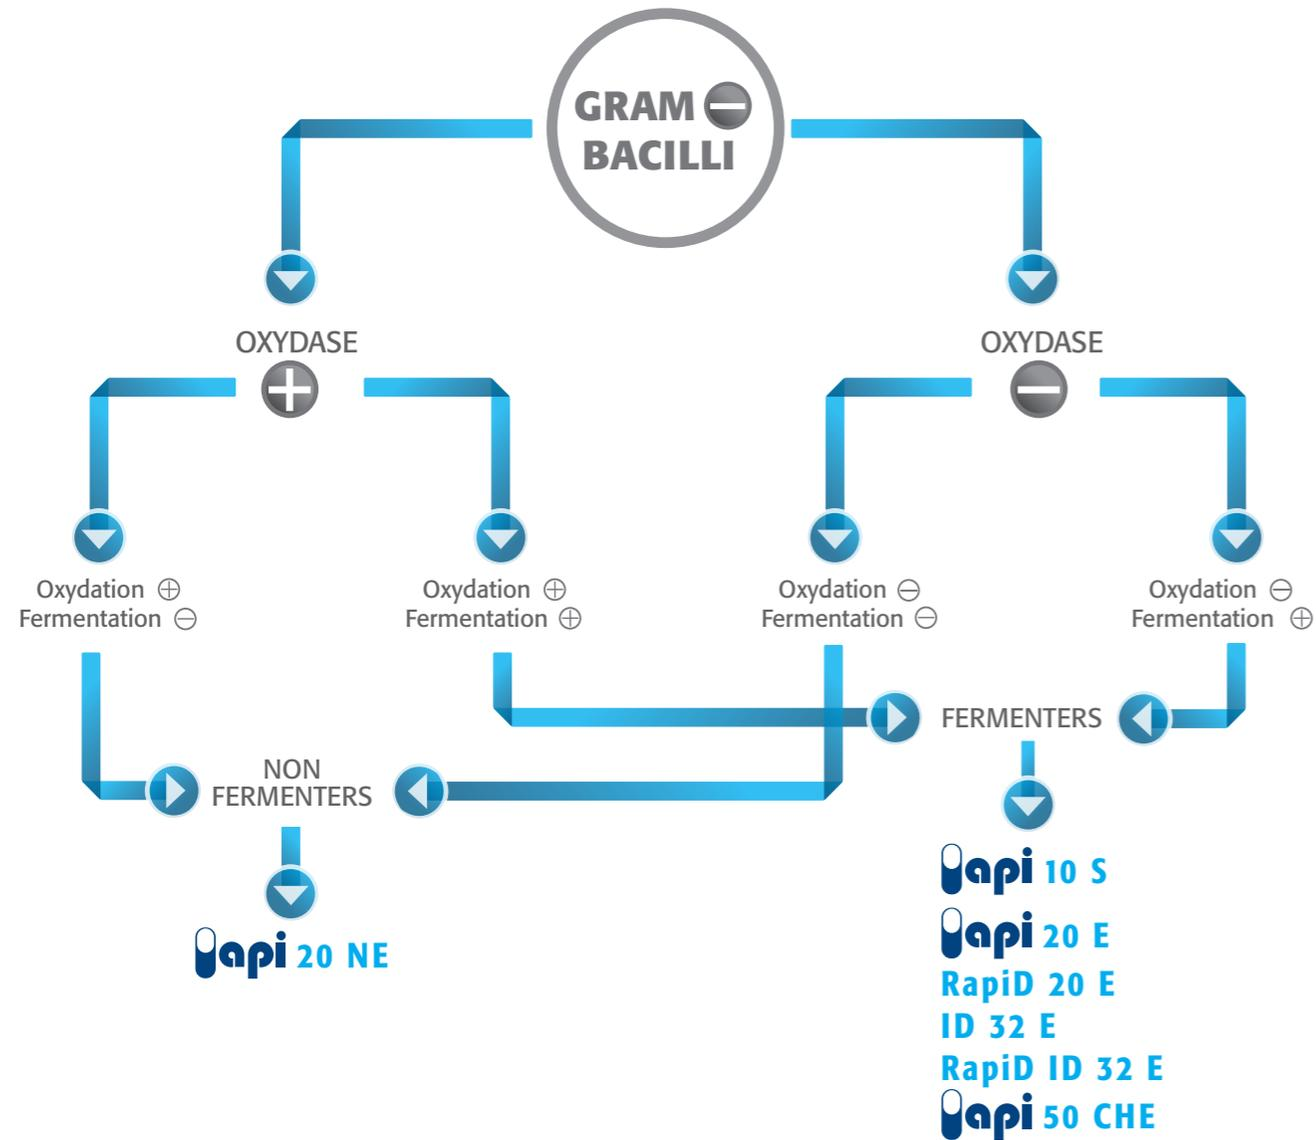 GRAM ⊖
BACILLI
OXYDASE
+
OXYDASE
−
Oxydation ⊕
Fermentation ⊖
Oxydation ⊕
Fermentation ⊕
Oxydation ⊖
Fermentation ⊖
Oxydation ⊖
Fermentation ⊕
FERMENTERS
NON
FERMENTERS
api 20 NE
api 10 S
api 20 E
RapiD 20 E
ID 32 E
RapiD ID 32 E
api 50 CHE